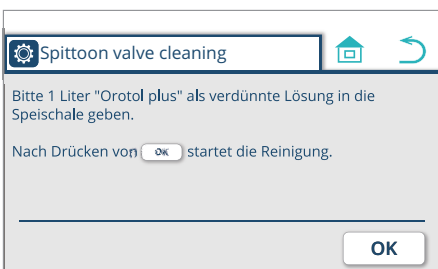 Spittoon valve cleaning
Bitte 1 Liter "Orotol plus" als verdünnte Lösung in die
Speischale geben.
Nach Drücken von OK startet die Reinigung.
OK